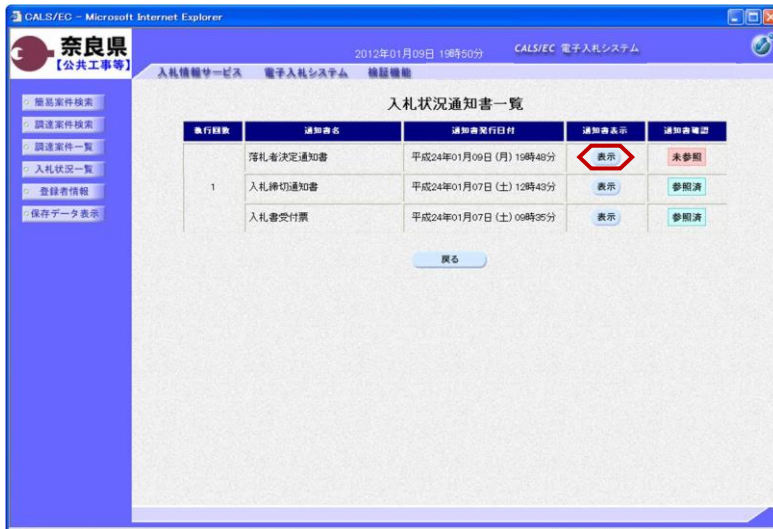 CALS/EC - Microsoft Internet Explorer
奈良県
【公共工事等】
2012年01月09日 19時50分
CALS/EC 電子入札システム
入札情報サービス 電子入札システム 検証機能
簡易案件検索
調達案件検索
調達案件一覧
入札状況一覧
登録者情報
保存データ表示
入札状況通知書一覧
執行回数 通知書名 通知書発行日付 通知書表示 通知書確認
落札者決定通知書 平成24年01月09日(月)19時48分 表示 未参照
1 入札締切通知書 平成24年01月07日(土)12時43分 表示 参照済
入札書受付票 平成24年01月07日(土)09時35分 表示 参照済
戻る